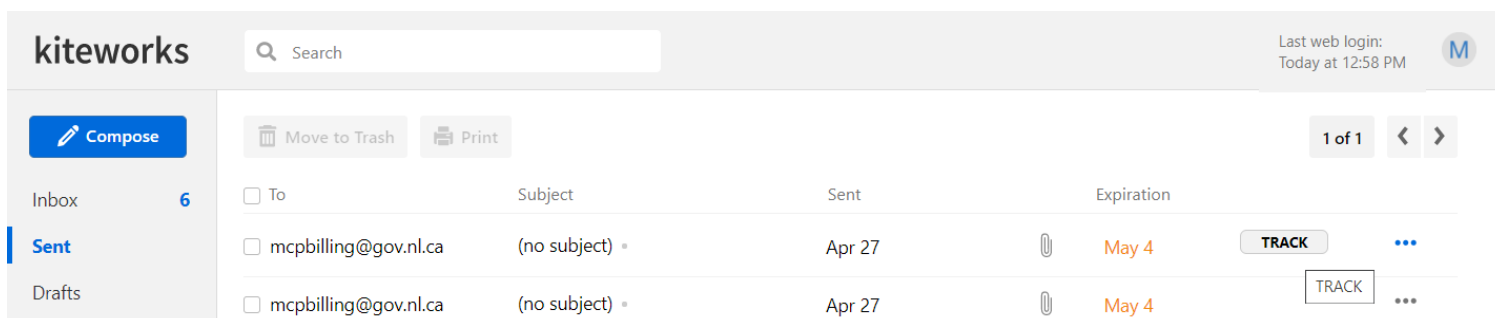 kiteworks
Search
Last web login:
Today at 12:58 PM
M
Compose
Move to Trash
Print
1 of 1
Inbox 6
To Subject Sent Expiration
Sent
mcpbilling@gov.nl.ca (no subject) Apr 27 May 4 TRACK
Drafts
TRACK
mcpbilling@gov.nl.ca (no subject) Apr 27 May 4